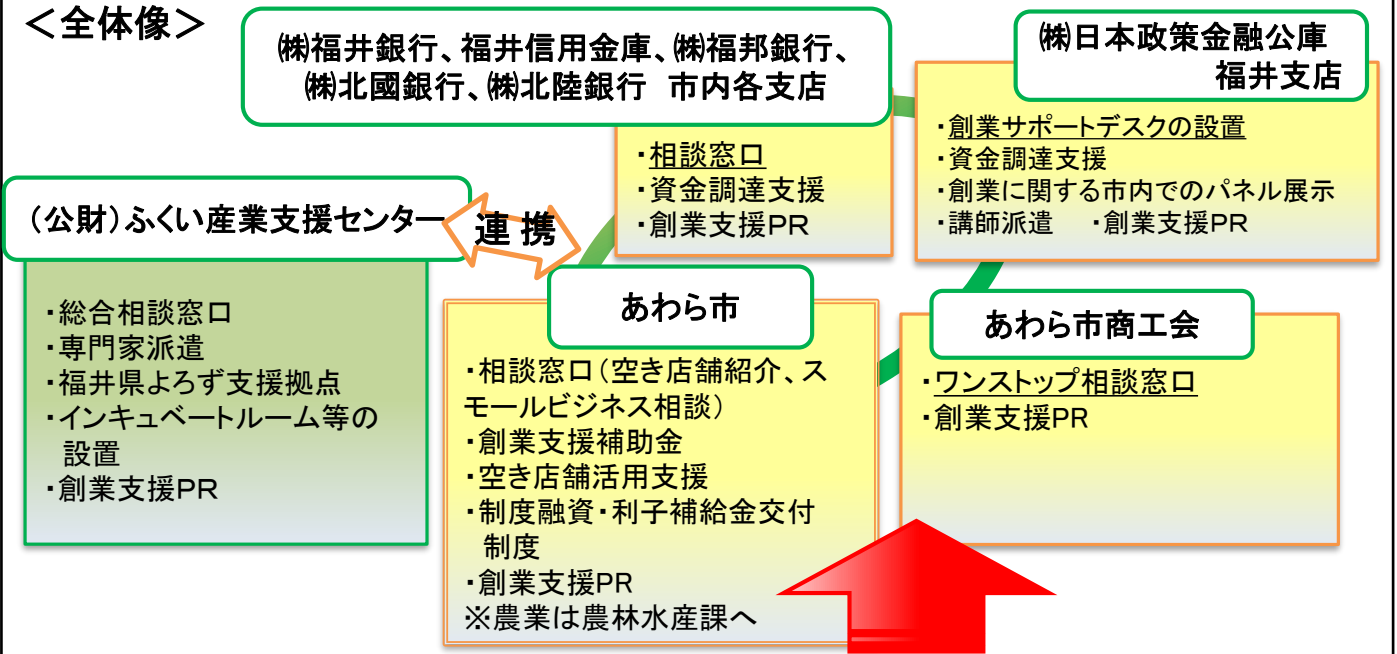 ＜全体像＞
㈱福井銀行、福井信用金庫、㈱福邦銀行、
㈱北國銀行、㈱北陸銀行　市内各支店
・相談窓口
・資金調達支援
・創業支援PR
㈱日本政策金融公庫
福井支店
・創業サポートデスクの設置
・資金調達支援
・創業に関する市内でのパネル展示
・講師派遣　・創業支援PR
（公財）ふくい産業支援センター
連 携
・総合相談窓口
・専門家派遣
・福井県よろず支援拠点
・インキュベートルーム等の
設置
・創業支援PR
あわら市
・相談窓口（空き店舗紹介、ス
モールビジネス相談）
・創業支援補助金
・空き店舗活用支援
・制度融資・利子補給金交付
制度
・創業支援PR
※農業は農林水産課へ
あわら市商工会
・ワンストップ相談窓口
・創業支援PR